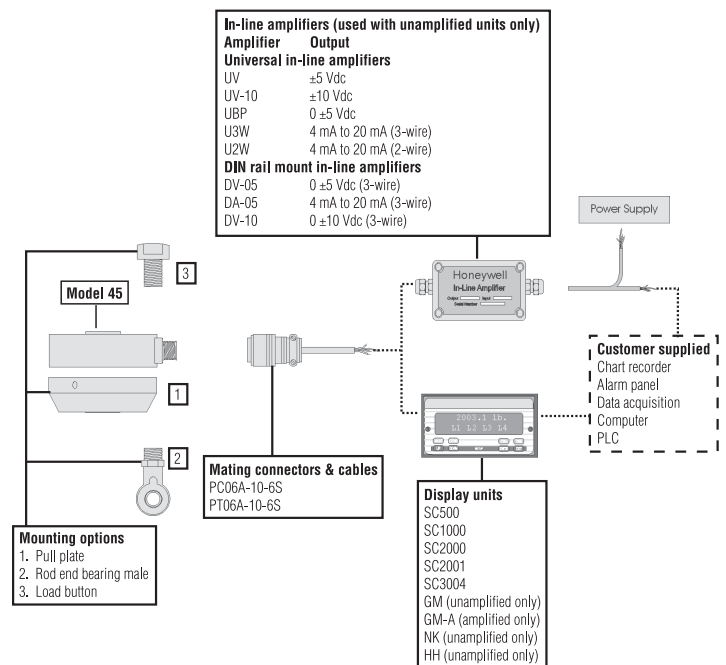 In-line amplifiers (used with unamplified units only)
Amplifier Output
Universal in-line amplifiers
UV ±5 Vdc
UV-10 ±10 Vdc
UBP 0 ±5 Vdc
U3W 4 mA to 20 mA (3-wire)
U2W 4 mA to 20 mA (2-wire)
DIN rail mount in-line amplifiers
DV-05 0 ±5 Vdc (3-wire)
DA-05 4 mA to 20 mA (3-wire)
DV-10 0 ±10 Vdc (3-wire)
Power Supply
3
Model 45
1
2
Honeywell
In-Line Amplifier
Output Input
Serial Number
Customer supplied
Chart recorder
Alarm panel
Data acquisition
Computer
PLC
2003.1 lb.
L1 L2 L3 L4
Mating connectors & cables
PC06A-10-6S
PT06A-10-6S
Mounting options
1. Pull plate
2. Rod end bearing male
3. Load button
Display units
SC500
SC1000
SC2000
SC2001
SC3004
GM (unamplified only)
GM-A (amplified only)
NK (unamplified only)
HH (unamplified only)